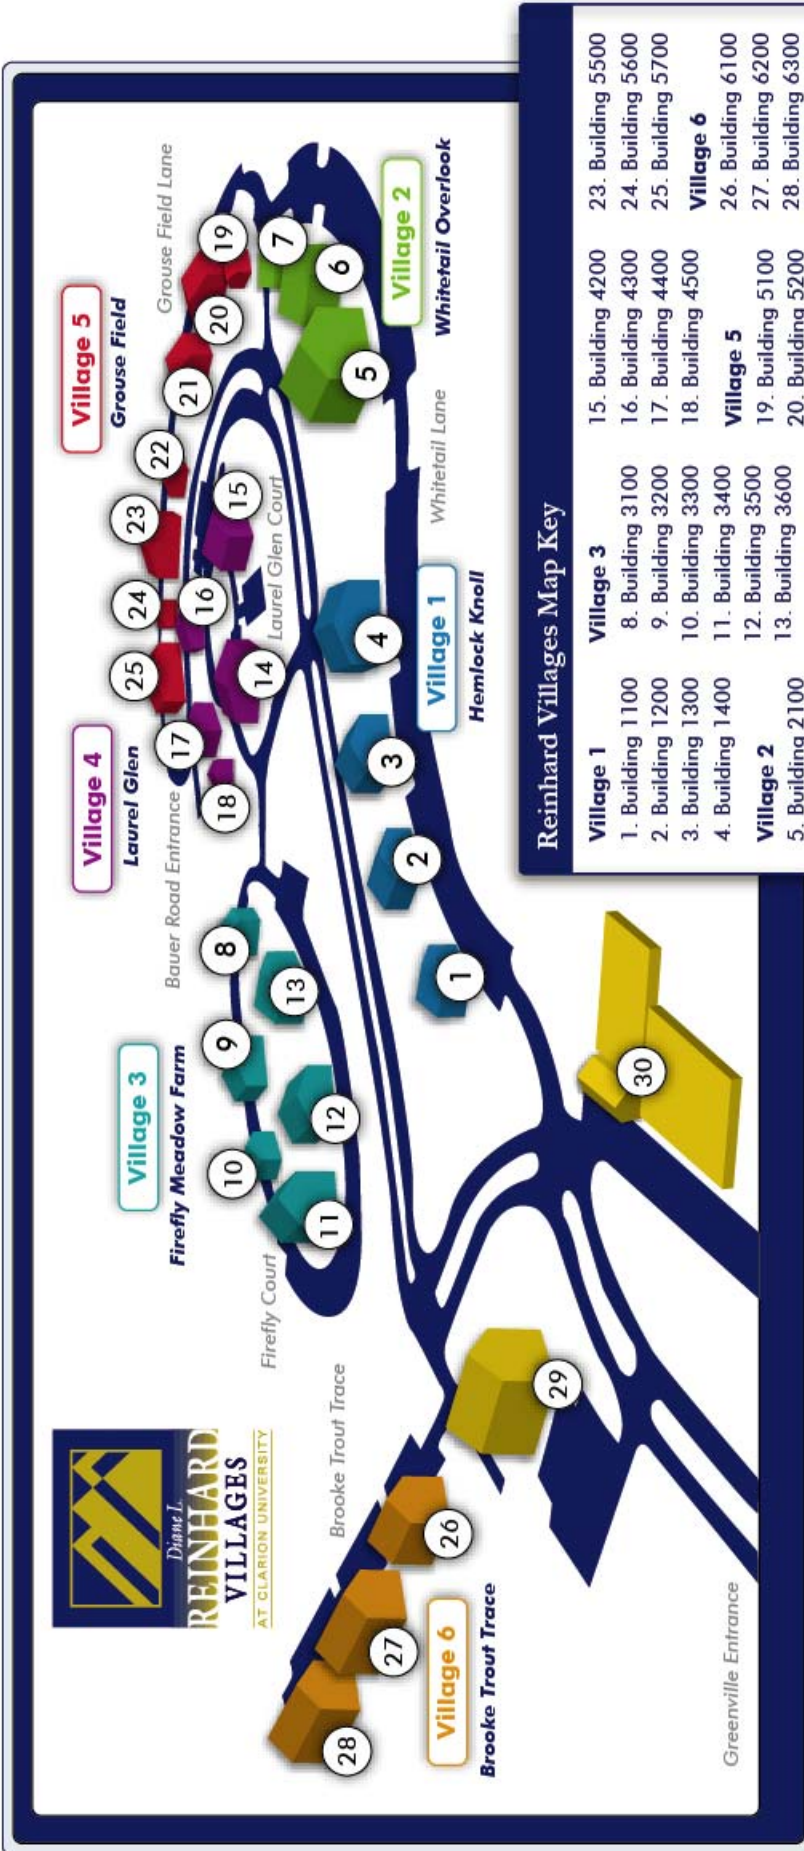 Diane L.
REINHARD
VILLAGES
AT CLARION UNIVERSITY
Village 3
Firefly Meadow Farm
Village 4
Laurel Glen
Village 5
Grouse Field
Bauer Road Entrance
Grouse Field Lane
Firefly Court
Brooke Trout Trace
Laurel Glen Court
Village 2
Whitetail Overlook
Whitetail Lane
Village 1
Hemlock Knoll
Village 6
Brooke Trout Trace
Greenville Entrance
28
27
26
29
30
11
10
12
9
13
8
1
2
3
4
18
17
14
16
15
25
24
23
22
21
20
19
7
6
5
Reinhard Villages Map Key
Village 1
1. Building 1100
2. Building 1200
3. Building 1300
4. Building 1400
Village 2
5. Building 2100
Village 3
8. Building 3100
9. Building 3200
10. Building 3300
11. Building 3400
12. Building 3500
13. Building 3600
15. Building 4200
16. Building 4300
17. Building 4400
18. Building 4500
Village 5
19. Building 5100
20. Building 5200
23. Building 5500
24. Building 5600
25. Building 5700
Village 6
26. Building 6100
27. Building 6200
28. Building 6300